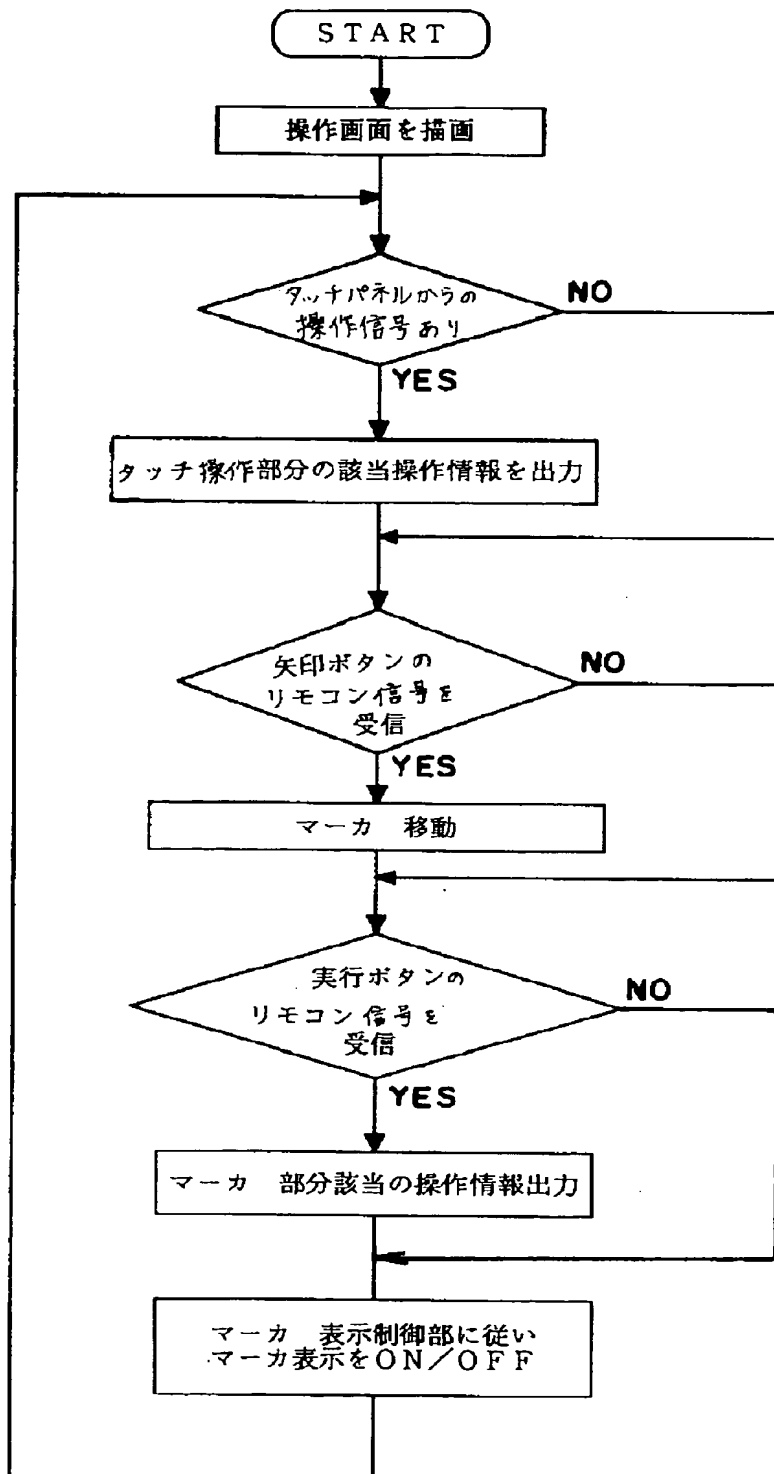 START
操作画面を描画
タッチパネルからの
操作信号あり
NO
YES
タッチ操作部分の該当操作情報を出力
矢印ボタンの
リモコン信号を
受信
NO
YES
マーカ 移動
実行ボタンの
リモコン信号を
受信
NO
YES
マーカ 部分該当の操作情報出力
マーカ 表示制御部に従い
マーカ表示をON／OFF